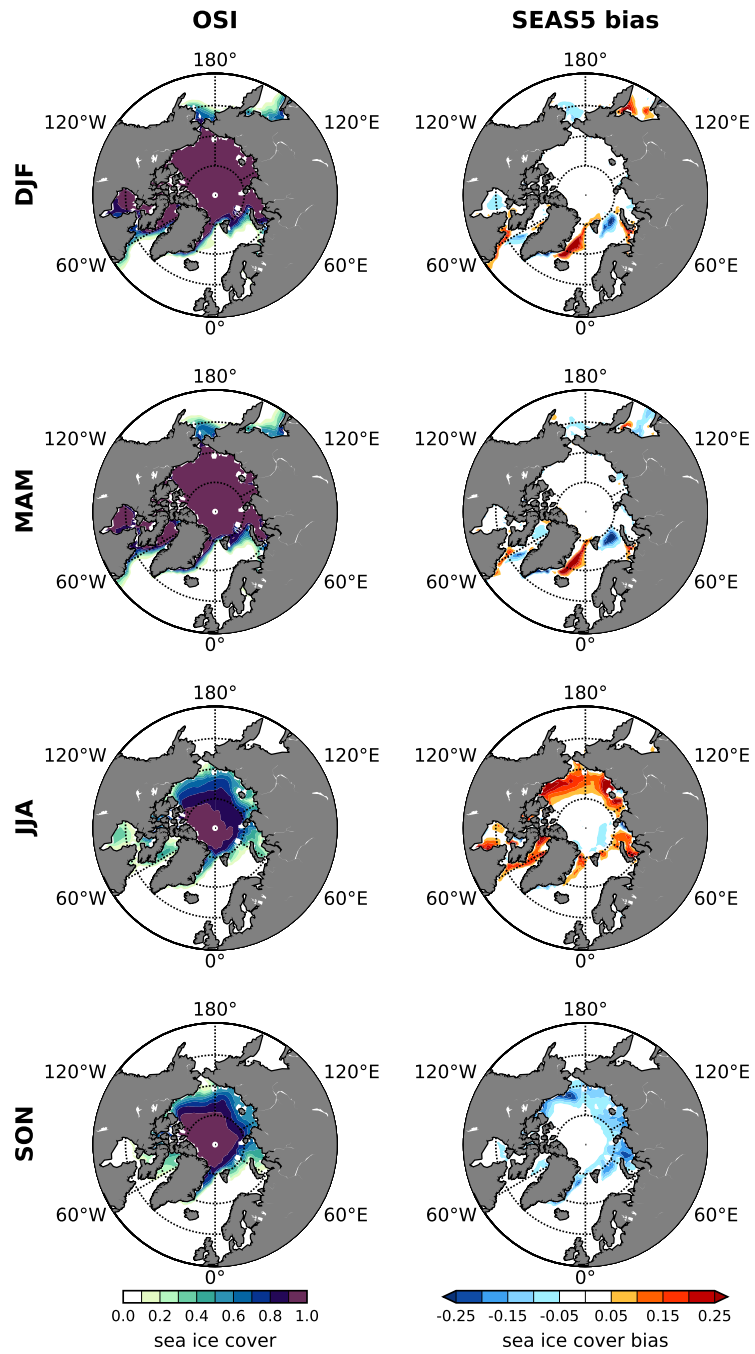 OSI SEAS5 bias
180° 180°
120°W 120°E 120°W 120°E
DJF
60°W 60°E 60°W 60°E
0° 0°
180° 180°
120°W 120°E 120°W 120°E
MAM
60°W 60°E 60°W 60°E
0° 0°
180° 180°
120°W 120°E 120°W 120°E
JJA
60°W 60°E 60°W 60°E
0° 0°
180° 180°
120°W 120°E 120°W 120°E
SON
60°W 60°E 60°W 60°E
0° 0°
0.0 0.2 0.4 0.6 0.8 1.0 -0.25 -0.15 -0.05 0.05 0.15 0.25
sea ice cover sea ice cover bias